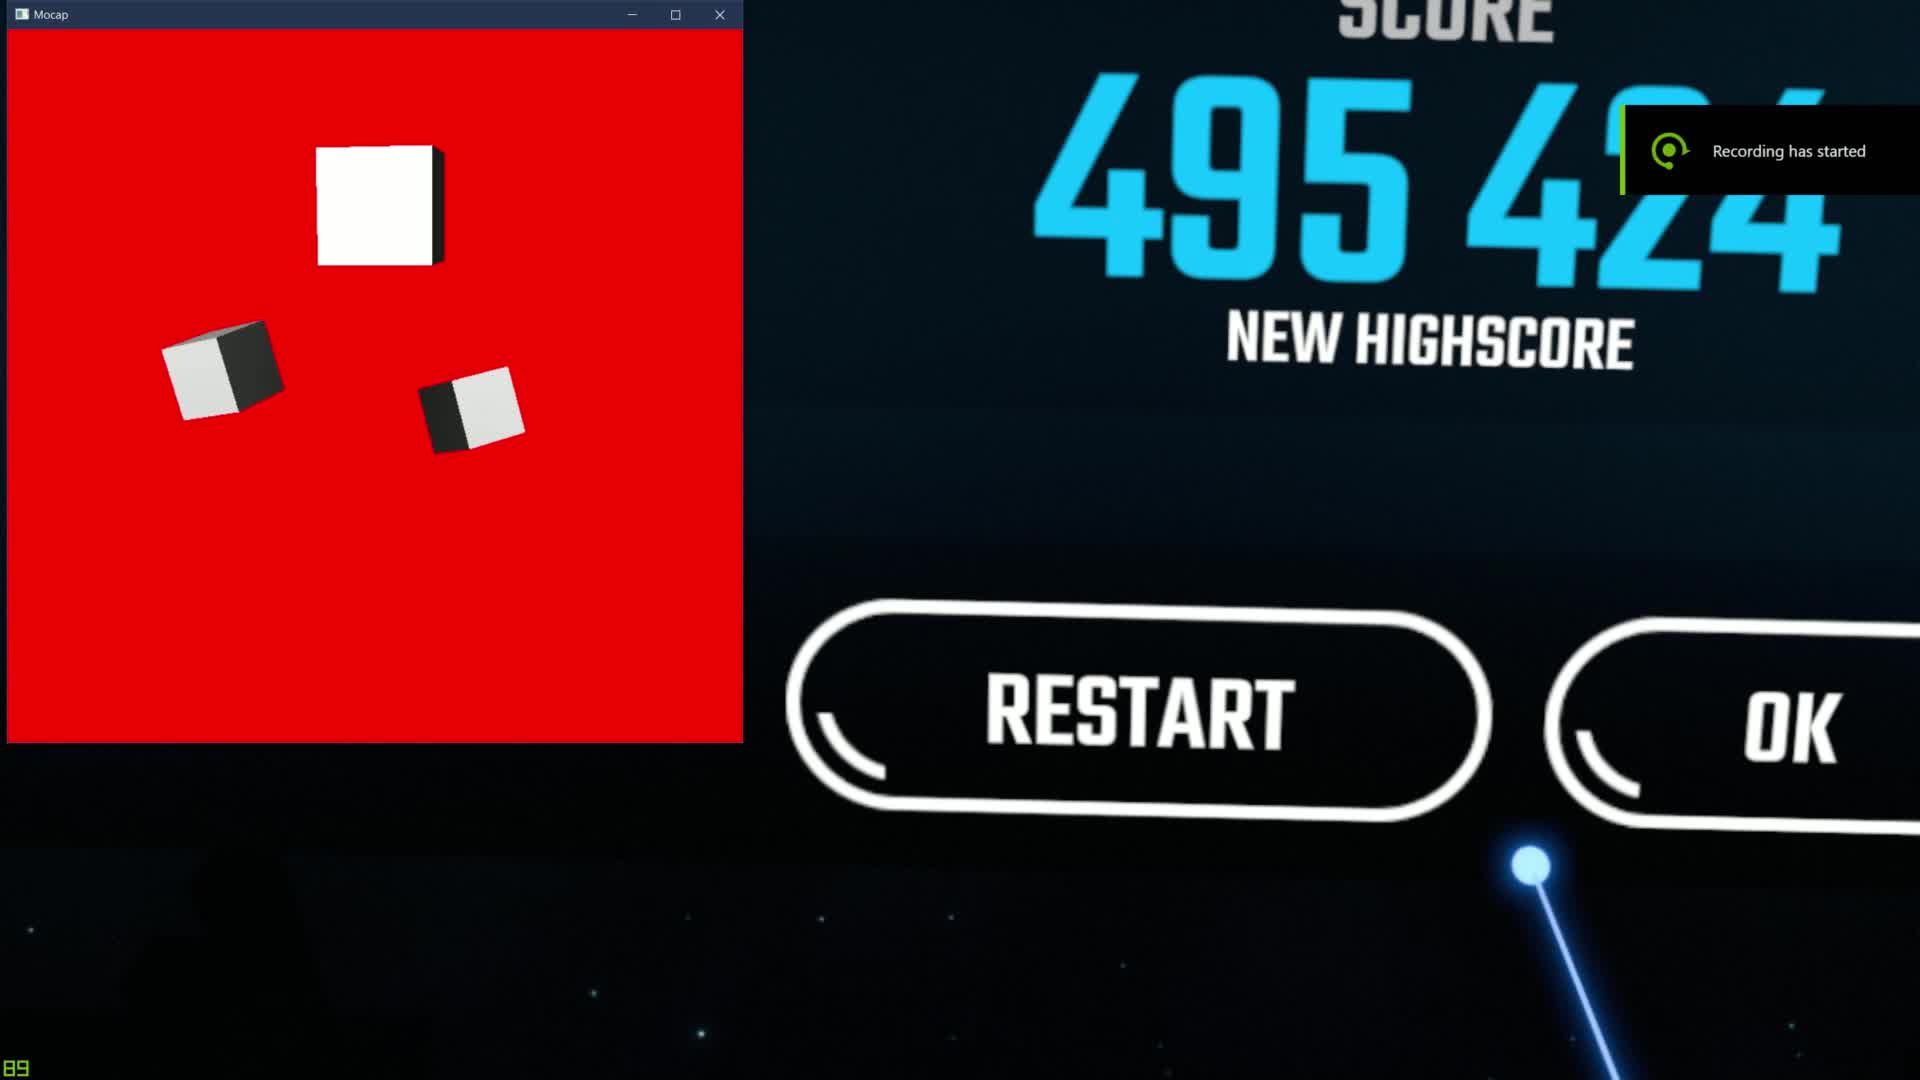 Mocap
SCORE
495 424
Recording has started
NEW HIGHSCORE
RESTART
OK
89